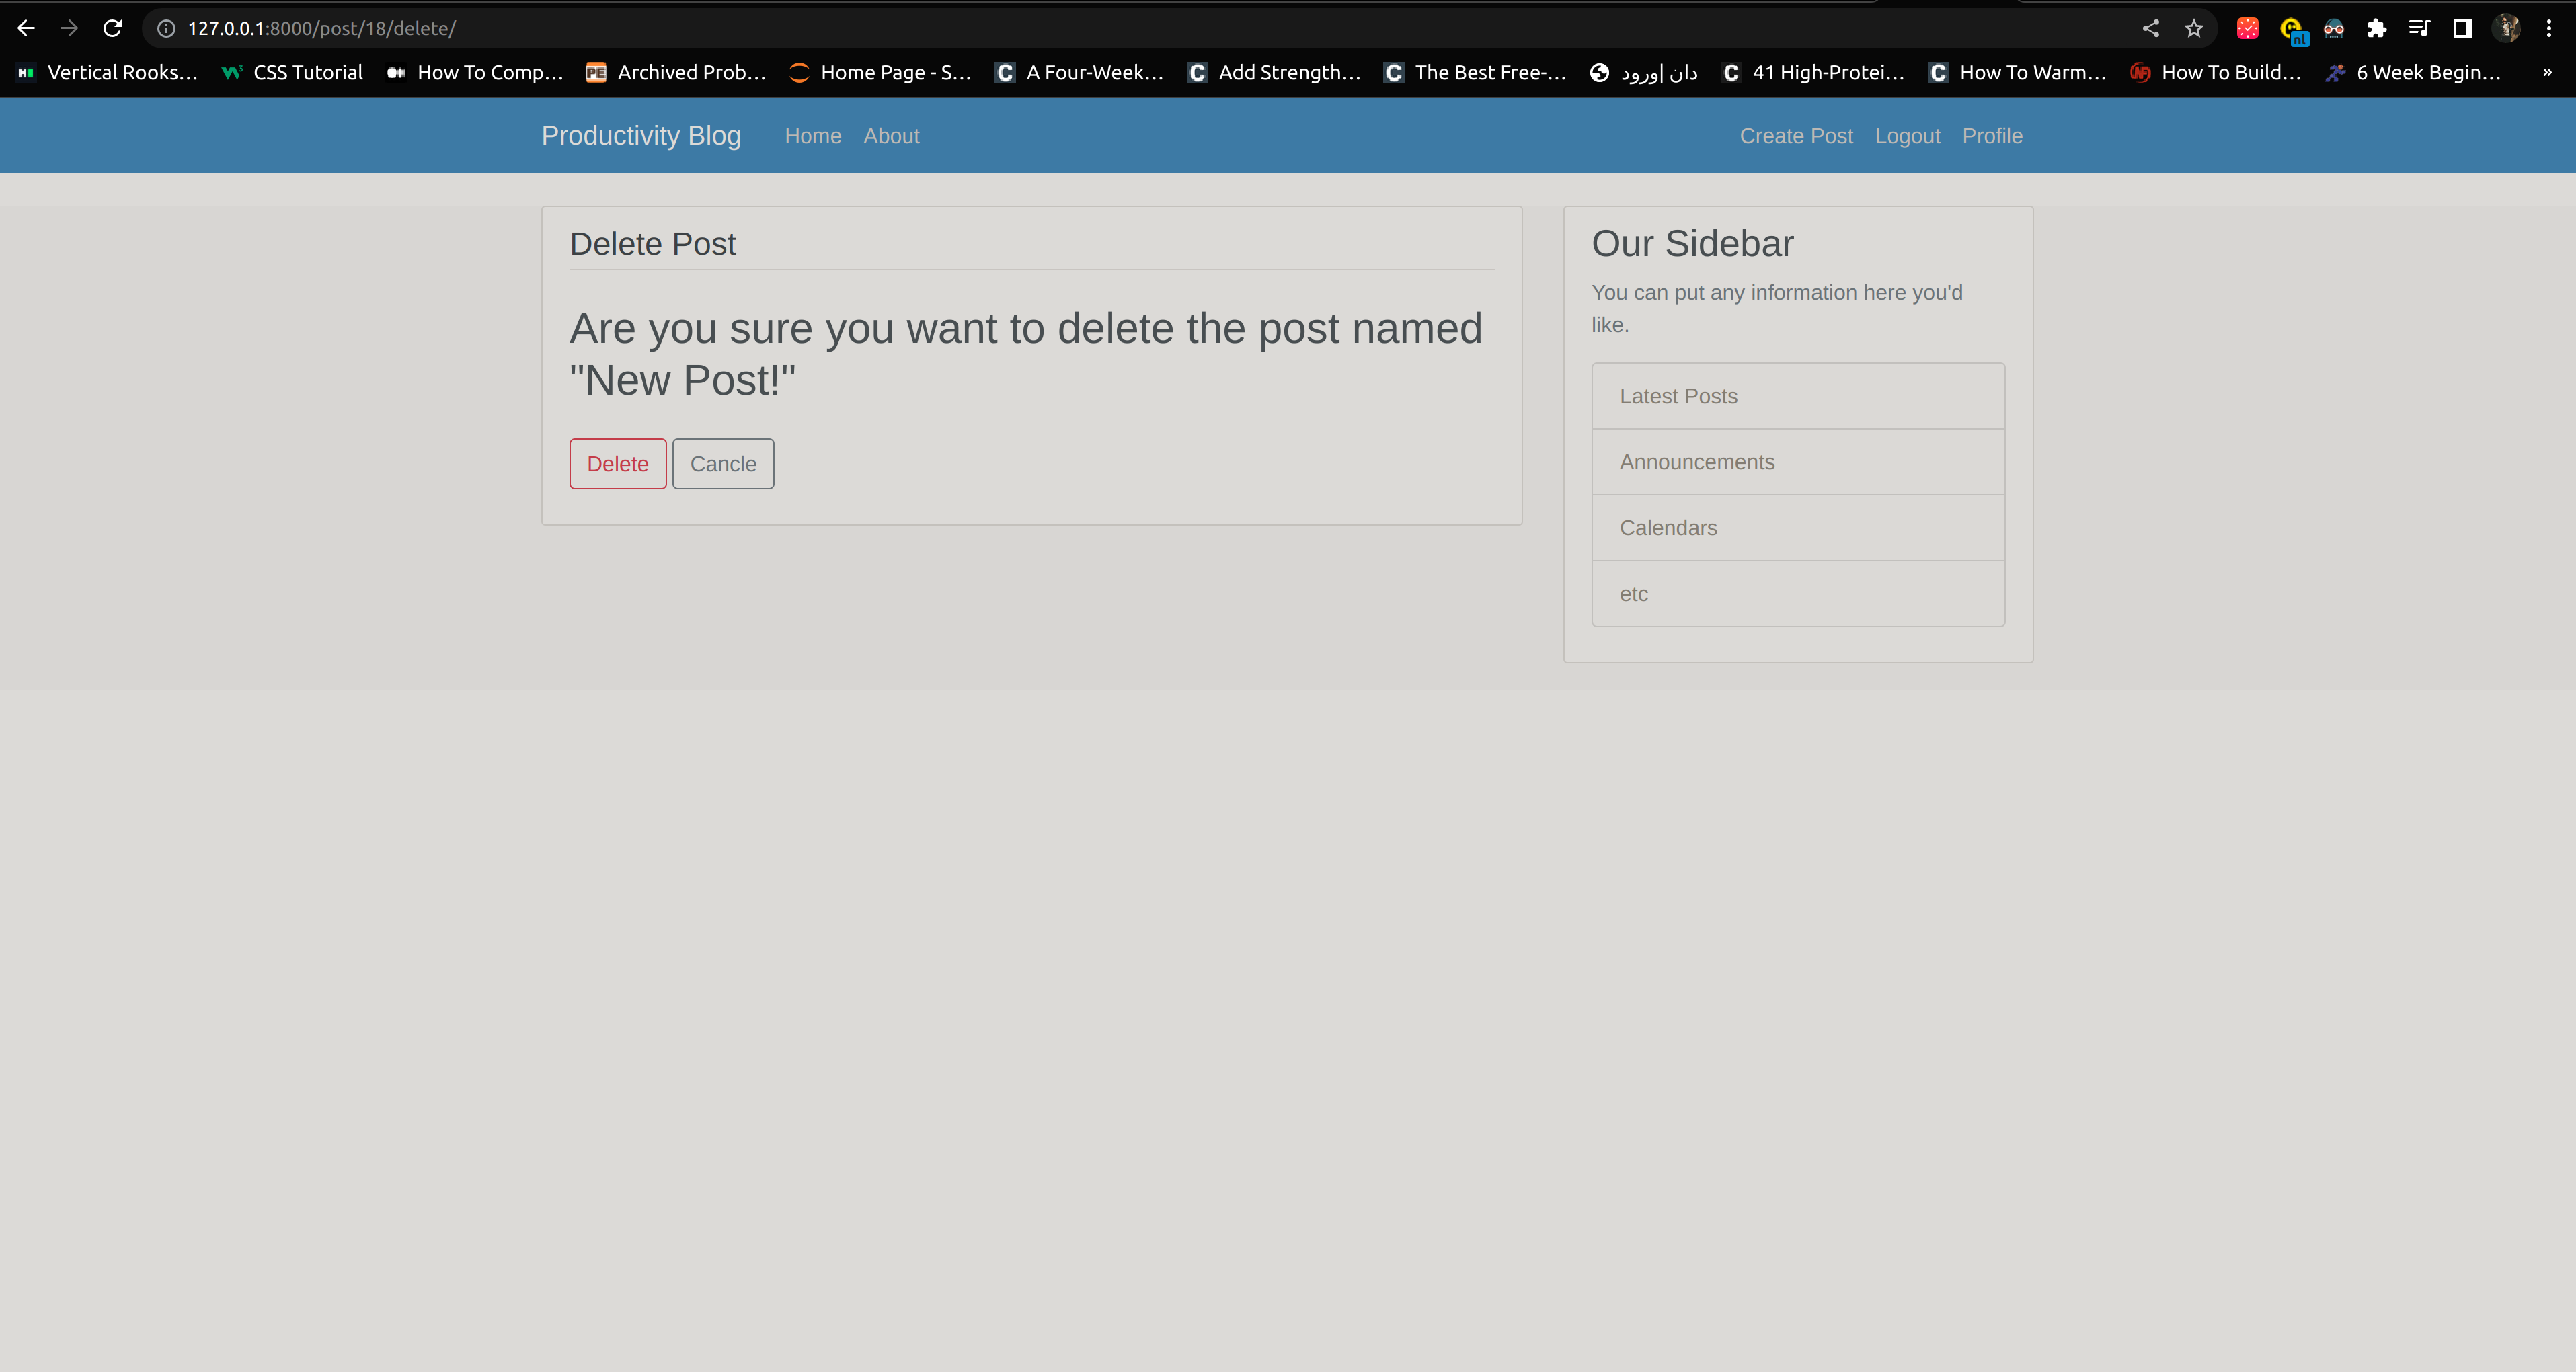 127.0.0.1:8000/post/18/delete/
nl
Vertical Rooks...
CSS Tutorial
How To Comp...
PE
Archived Prob...
Home Page - S...
C
A Four-Week...
C
Add Strength...
C
The Best Free-...
دان |ورود
C
41 High-Protei...
C
How To Warm...
How To Build...
6 Week Begin...
»
Productivity Blog
Home
About
Create Post
Logout
Profile
Delete Post
Are you sure you want to delete the post named
"New Post!"
Delete
Cancle
Our Sidebar
You can put any information here you'd
like.
Latest Posts
Announcements
Calendars
etc